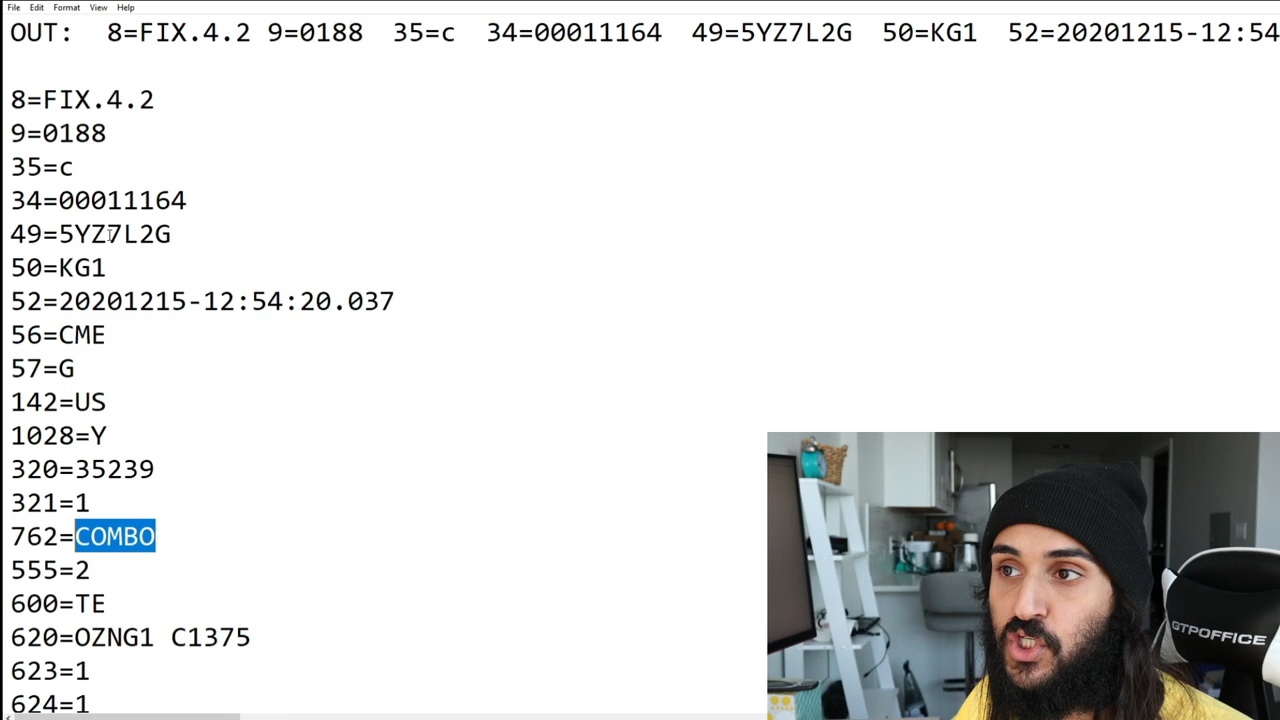 File Edit Format View Help
OUT: 8=FIX.4.2 9=0188 35=c 34=00011164 49=5YZ7L2G 50=KG1 52=20201215-12:54
8=FIX.4.2
9=0188
35=c
34=00011164
49=5YZ7L2G
50=KG1
52=20201215-12:54:20.037
56=CME
57=G
142=US
1028=Y
320=35239
321=1
762=COMBO
555=2
600=TE
620=OZNG1 C1375
623=1
624=1
GTPOFFICE